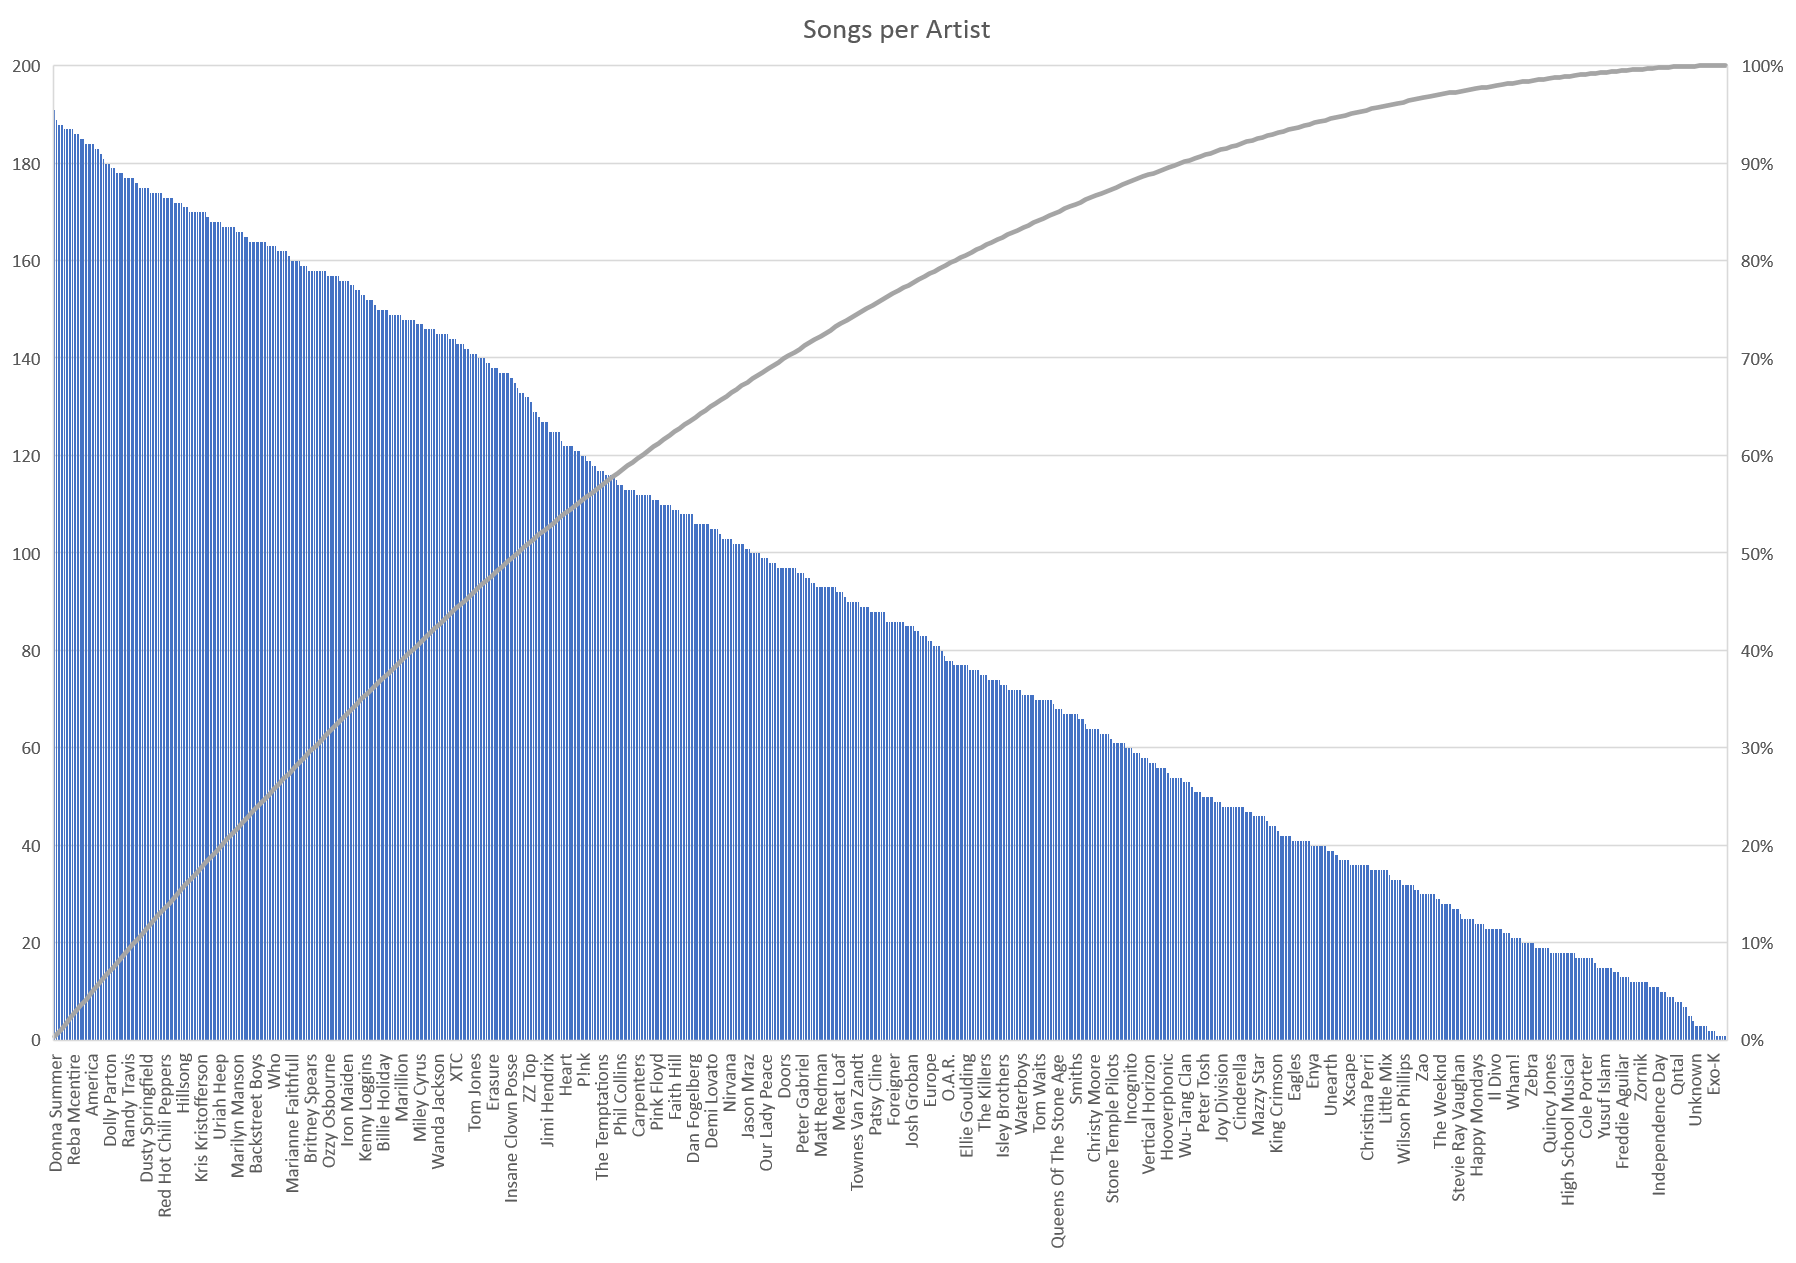 Songs per Artist
200
180
160
140
120
100
80
60
40
20
0
100%
90%
80%
70%
60%
50%
40%
30%
20%
10%
0%
Donna Summer
Reba Mcentire
America
Dolly Parton
Randy Travis
Dusty Springfield
Red Hot Chili Peppers
Hillsong
Kris Kristofferson
Uriah Heep
Marilyn Manson
Backstreet Boys
Who
Marianne Faithfull
Britney Spears
Ozzy Osbourne
Iron Maiden
Kenny Loggins
Billie Holiday
Marillion
Miley Cyrus
Wanda Jackson
XTC
Tom Jones
Erasure
Insane Clown Posse
ZZ Top
Jimi Hendrix
Heart
P!nk
The Temptations
Phil Collins
Carpenters
Pink Floyd
Faith Hill
Dan Fogelberg
Demi Lovato
Nirvana
Jason Mraz
Our Lady Peace
Doors
Peter Gabriel
Matt Redman
Meat Loaf
Townes Van Zandt
Patsy Cline
Foreigner
Josh Groban
Europe
O.A.R.
Ellie Goulding
The Killers
Isley Brothers
Waterboys
Tom Waits
Queens Of The Stone Age
Smiths
Christy Moore
Stone Temple Pilots
Incognito
Vertical Horizon
Hooverphonic
Wu-Tang Clan
Peter Tosh
Joy Division
Cinderella
Mazzy Star
King Crimson
Eagles
Enya
Unearth
Xscape
Christina Perri
Little Mix
Wilson Phillips
Zao
The Weeknd
Stevie Ray Vaughan
Happy Mondays
Il Divo
Wham!
Zebra
Quincy Jones
High School Musical
Cole Porter
Yusuf Islam
Freddie Aguilar
Zornik
Independence Day
Qntal
Unknown
Exo-K